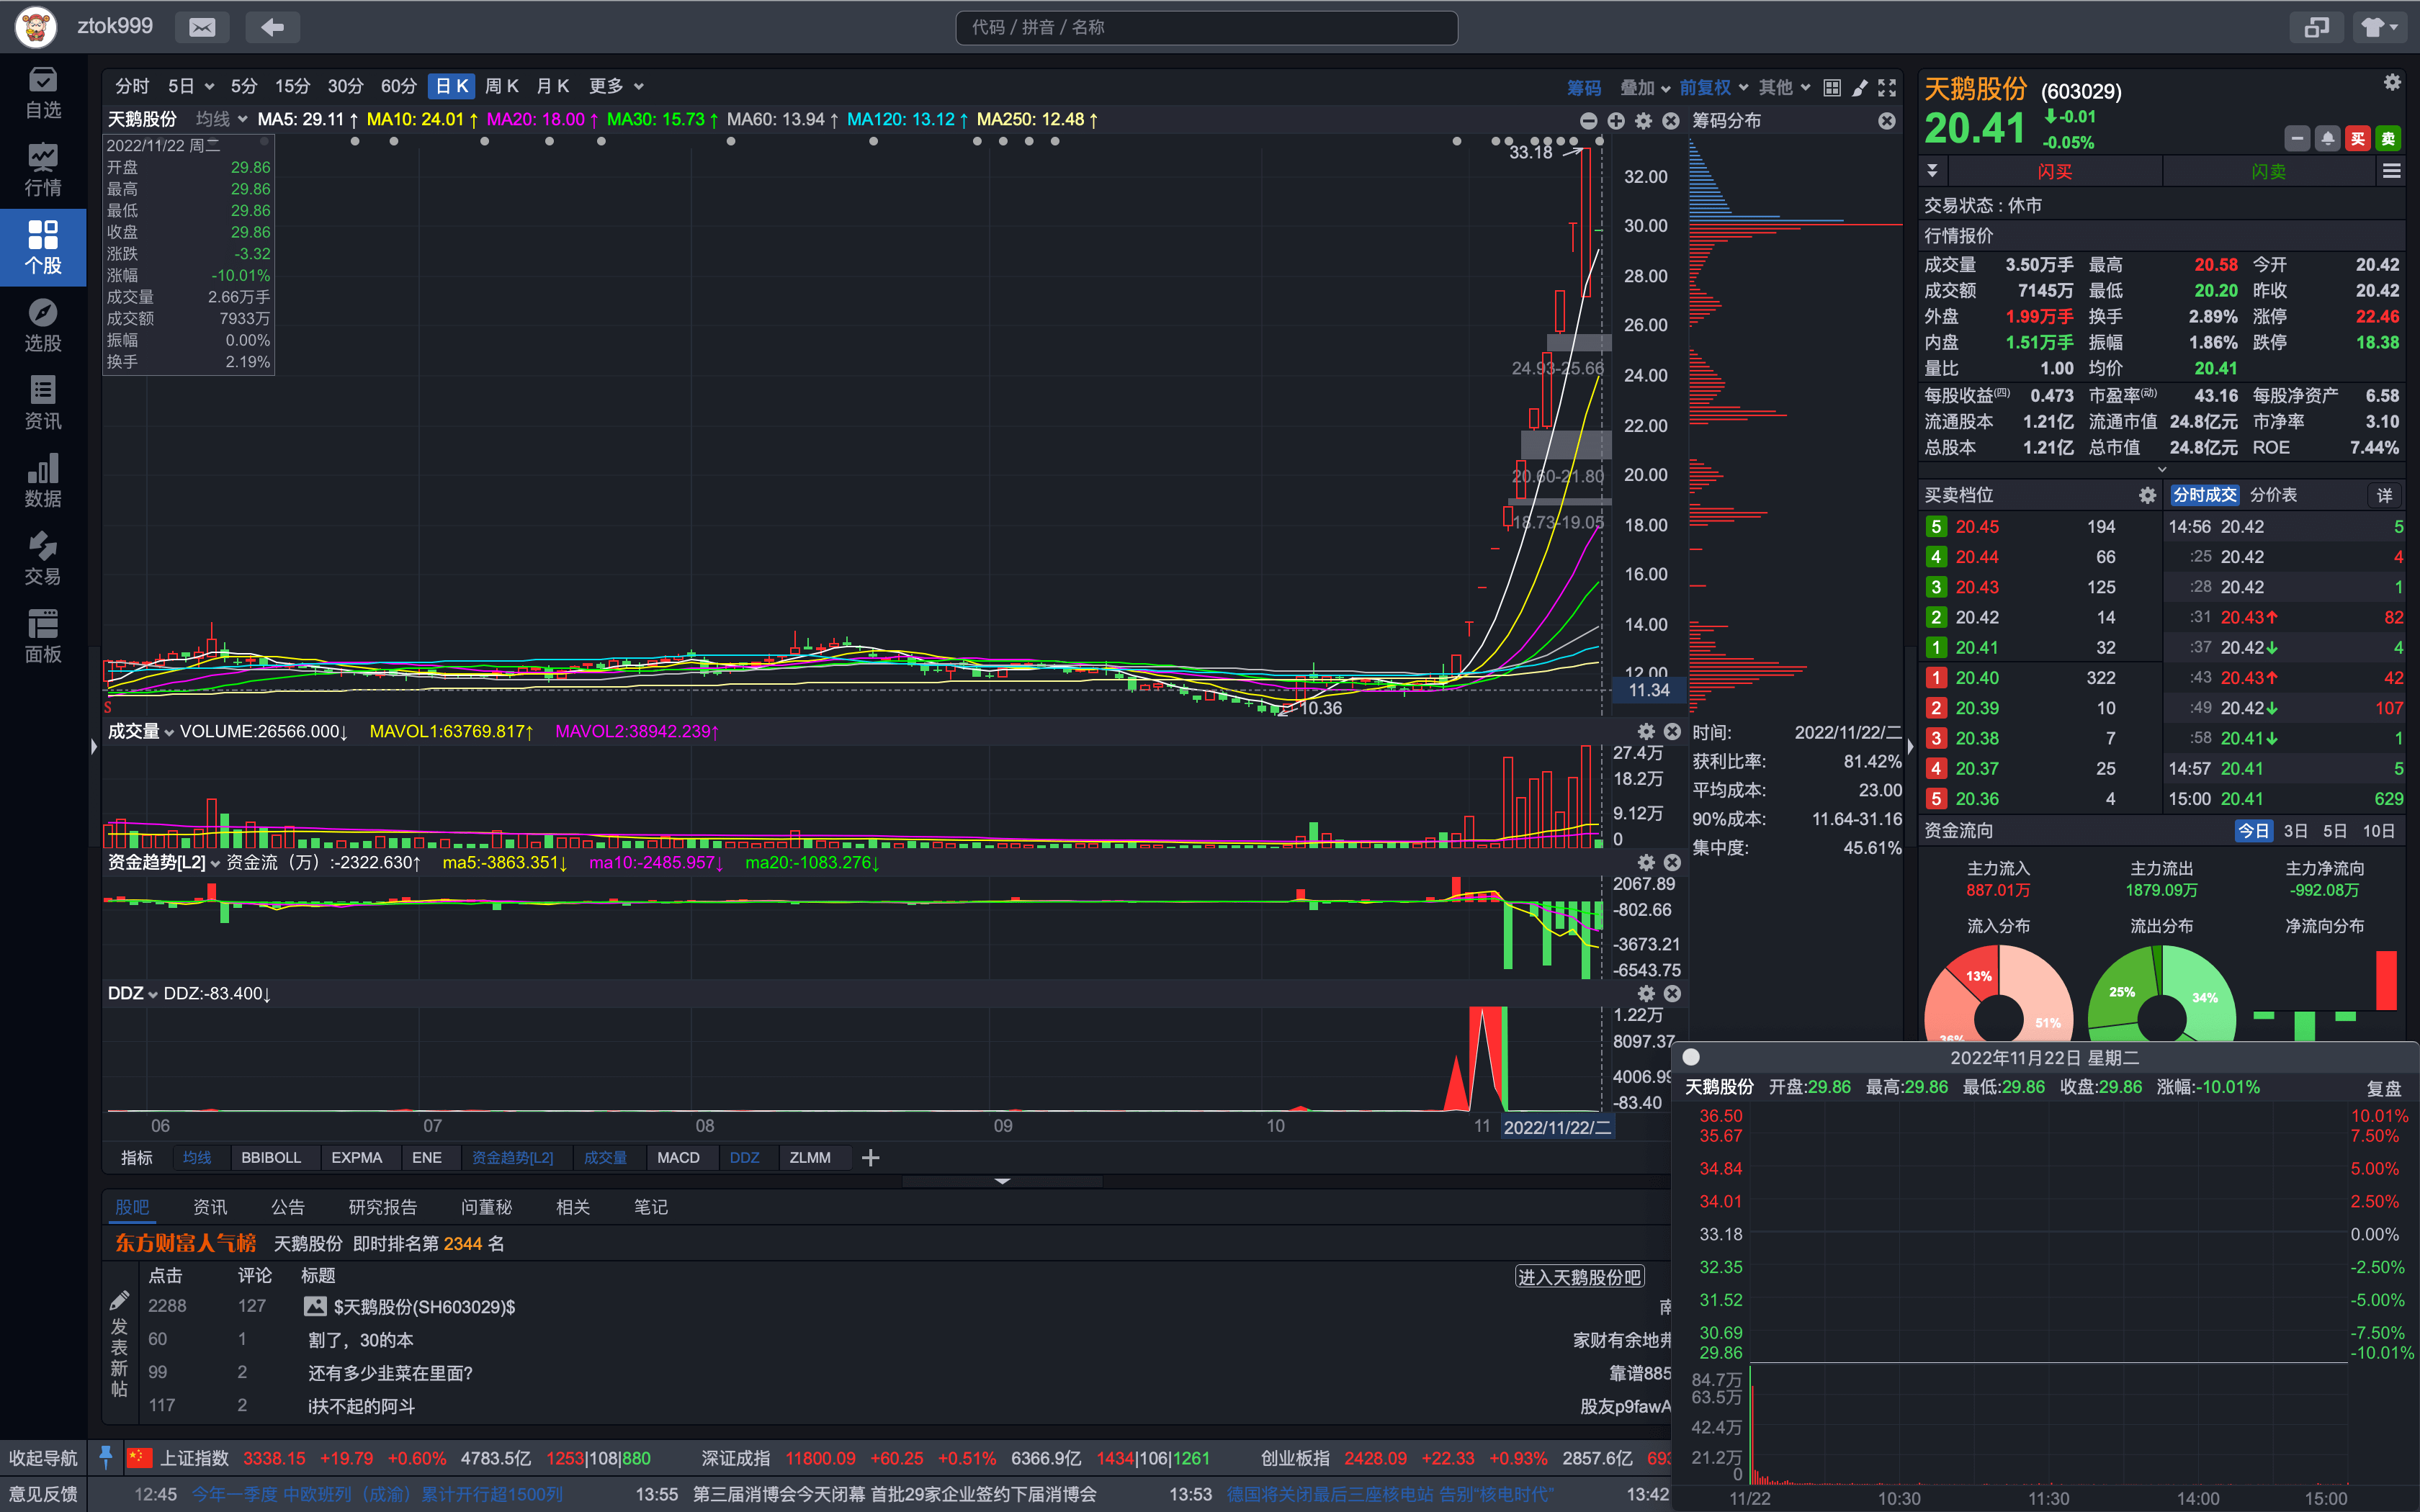 ztok999
代码 / 拼音 / 名称
自选
行情
个股
选股
资讯
数据
交易
面板
收起导航
意见反馈
分时 5日 5分 15分 30分 60分 日K 周K 月K 更多
筹码 叠加 前复权 其他
天鹅股份 均线 MA5: 29.11↑ MA10: 24.01↑ MA20: 18.00↑ MA30: 15.73↑ MA60: 13.94↑ MA120: 13.12↑ MA250: 12.48↑
筹码分布
2022/11/22 周二
开盘 29.86
最高 29.86
最低 29.86
收盘 29.86
涨跌 -3.32
涨幅 -10.01%
成交量 2.66万手
成交额 7933万
振幅 0.00%
换手 2.19%
33.18
24.93-25.66
20.60-21.80
18.73-19.05
10.36
S
32.00
30.00
28.00
26.00
24.00
22.00
20.00
18.00
16.00
14.00
12.00
11.34
成交量 VOLUME:26566.000↓ MAVOL1:63769.817↑ MAVOL2:38942.239↑
27.4万
18.2万
9.12万
0
资金趋势[L2] 资金流（万）:-2322.630↑ ma5:-3863.351↓ ma10:-2485.957↓ ma20:-1083.276↓
2067.89
-802.66
-3673.21
-6543.75
DDZ DDZ:-83.400↓
1.22万
8097.37
4006.99
-83.40
06 07 08 09 10 11 2022/11/22/二
时间: 2022/11/22/二
获利比率: 81.42%
平均成本: 23.00
90%成本: 11.64-31.16
集中度: 45.61%
指标 均线 BBIBOLL EXPMA ENE 资金趋势[L2] 成交量 MACD DDZ ZLMM
股吧 资讯 公告 研究报告 问董秘 相关 笔记
东方财富人气榜 天鹅股份 即时排名第 2344 名
发表新帖
点击 评论 标题 进入天鹅股份吧
2288 127 $天鹅股份(SH603029)$ 南
60 1 割了，30的本 家财有余地弗
99 2 还有多少韭菜在里面? 靠谱885
117 2 i扶不起的阿斗 股友p9fawA
天鹅股份 (603029)
20.41 -0.01
-0.05%
买 卖
闪买 闪卖
交易状态 : 休市
行情报价
成交量 3.50万手 最高 20.58 今开 20.42
成交额 7145万 最低 20.20 昨收 20.42
外盘 1.99万手 换手 2.89% 涨停 22.46
内盘 1.51万手 振幅 1.86% 跌停 18.38
量比 1.00 均价 20.41
每股收益(四) 0.473 市盈率(动) 43.16 每股净资产 6.58
流通股本 1.21亿 流通市值 24.8亿元 市净率 3.10
总股本 1.21亿 总市值 24.8亿元 ROE 7.44%
买卖档位
5 20.45 194
4 20.44 66
3 20.43 125
2 20.42 14
1 20.41 32
1 20.40 322
2 20.39 10
3 20.38 7
4 20.37 25
5 20.36 4
分时成交 分价表 详
14:56 20.42 5
:25 20.42 4
:28 20.42 1
:31 20.43↑ 82
:37 20.42↓ 4
:43 20.43↑ 42
:49 20.42↓ 107
:58 20.41↓ 1
14:57 20.41 5
15:00 20.41 629
资金流向 今日 3日 5日 10日
主力流入 主力流出 主力净流向
887.01万 1879.09万 -992.08万
流入分布 流出分布 净流向分布
13% 51% 36%
25% 34%
2022年11月22日 星期二
天鹅股份 开盘:29.86 最高:29.86 最低:29.86 收盘:29.86 涨幅:-10.01% 复盘
36.50 10.01%
35.67 7.50%
34.84 5.00%
34.01 2.50%
33.18 0.00%
32.35 -2.50%
31.52 -5.00%
30.69 -7.50%
29.86 -10.01%
84.7万
63.5万
42.4万
21.2万
0
11/22 10:30 11:30 14:00 15:00
上证指数 3338.15 +19.79 +0.60% 4783.5亿 1253|108|880 深证成指 11800.09 +60.25 +0.51% 6366.9亿 1434|106|1261 创业板指 2428.09 +22.33 +0.93% 2857.6亿 693
12:45 今年一季度 中欧班列（成渝）累计开行超1500列 13:55 第三届消博会今天闭幕 首批29家企业签约下届消博会 13:53 德国将关闭最后三座核电站 告别“核电时代” 13:42